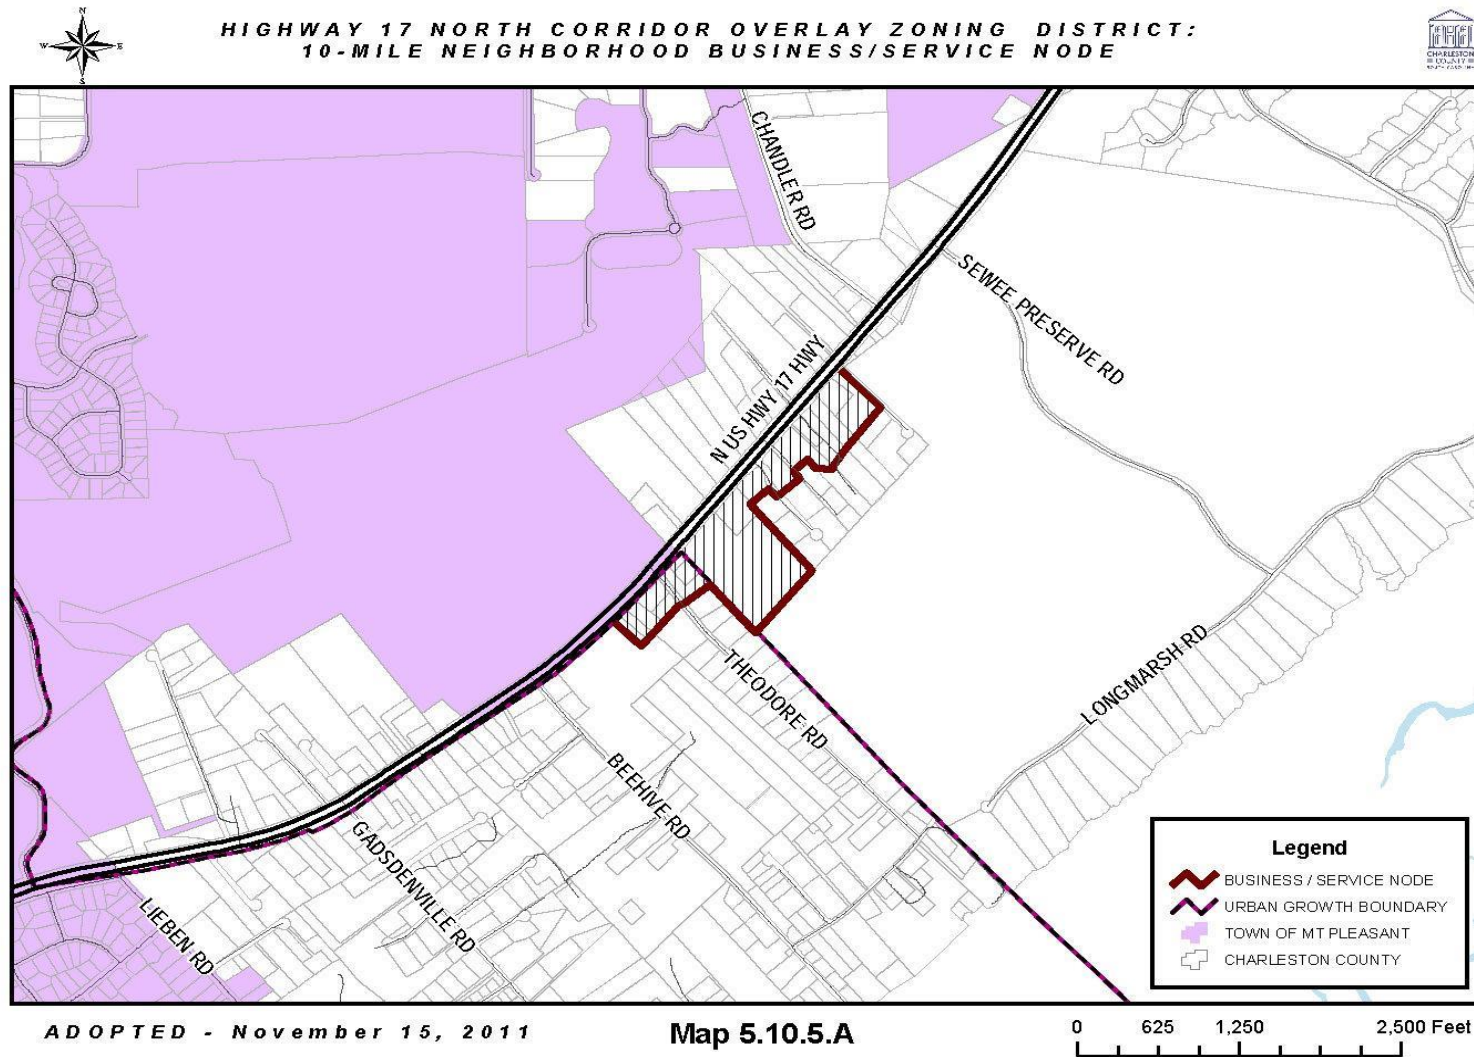 N
W E
S
HIGHWAY 17 NORTH CORRIDOR OVERLAY ZONING DISTRICT:
10-MILE NEIGHBORHOOD BUSINESS/SERVICE NODE
CHARLESTON
COUNTY
CHANDLER RD
SEWEE PRESERVE RD
N US HWY 17 HWY
THEODORE RD
LONGMARSH RD
BEEHIVE RD
GADSDENVILLE RD
LIEBEN RD
Legend
BUSINESS / SERVICE NODE
URBAN GROWTH BOUNDARY
TOWN OF MT PLEASANT
CHARLESTON COUNTY
ADOPTED - November 15, 2011
Map 5.10.5.A
0 625 1,250 2,500 Feet